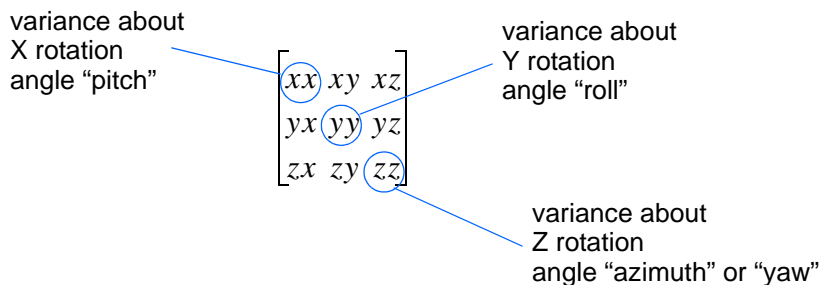 variance about
X rotation
angle “pitch”
xx xy xz
yx yy yz
zx zy zz
variance about
Y rotation
angle “roll”
variance about
Z rotation
angle “azimuth” or “yaw”